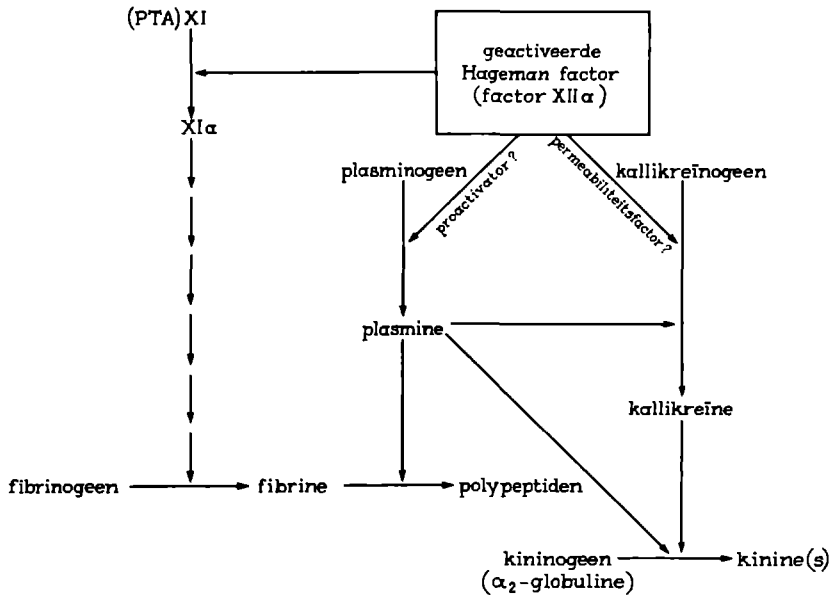 (PTA) XI
geactiveerde
Hageman factor
(factor XIIα)
XIα
plasminogeen
proactivator?
permeabiliteitsfactor?
kallikreïnogeen
plasmine
kallikreïne
fibrinogeen
fibrine
polypeptiden
kininogeen
(α₂-globuline)
kinine(s)